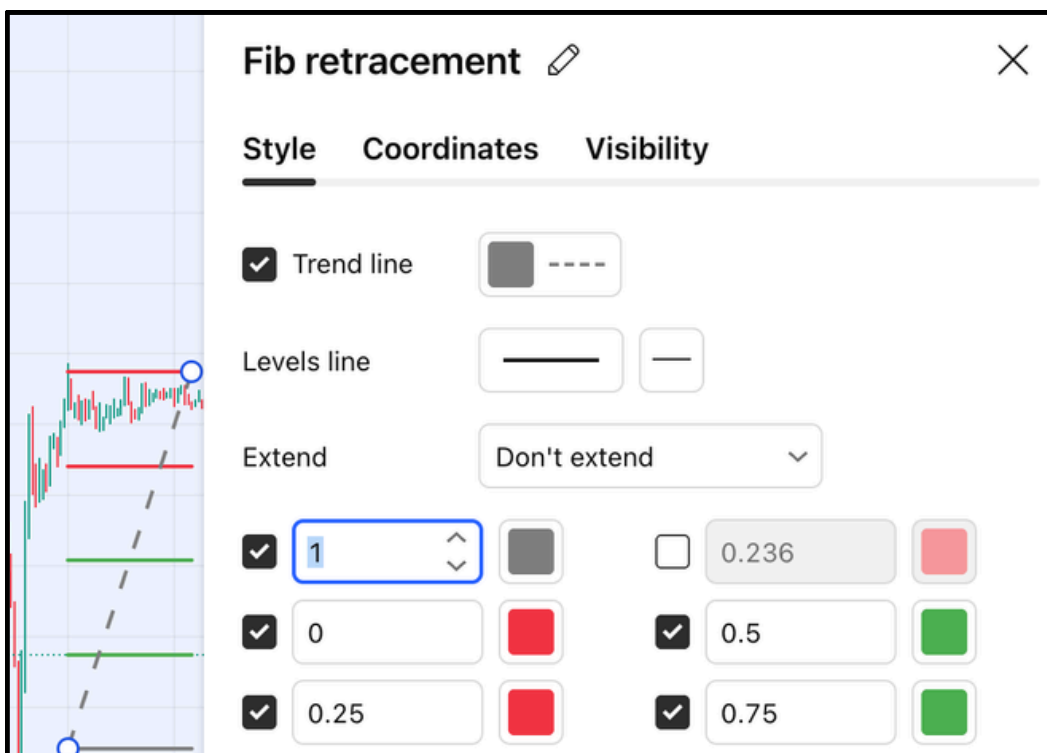 Fib retracement
Style Coordinates Visibility
Trend line
Levels line
Extend Don't extend
1 0.236
0 0.5
0.25 0.75